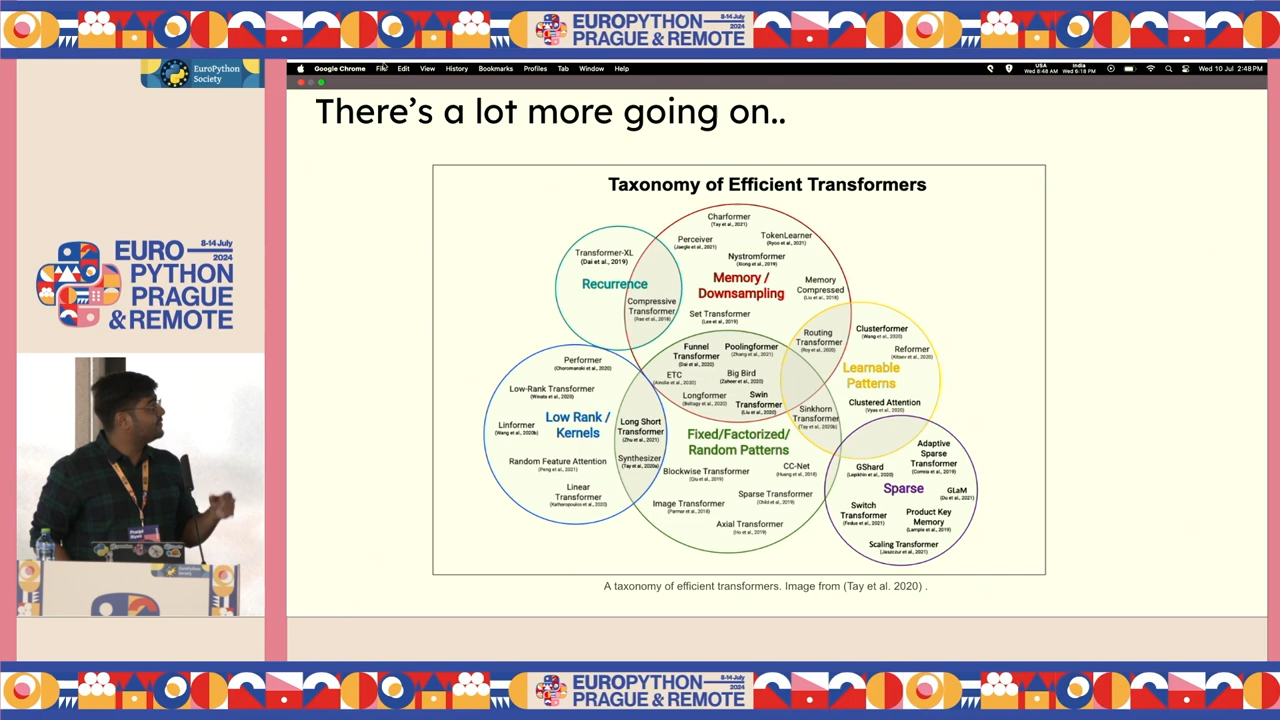 EUROPYTHON
8-14 July
2024
PRAGUE & REMOTE
EuroPython
Society
Google Chrome File Edit View History Bookmarks Profiles Tab Window Help
USA
Wed 8:48 AM
India
Wed 6:18 PM
Wed 10 Jul 2:48 PM
There's a lot more going on..
Taxonomy of Efficient Transformers
Charformer
(Tay et al., 2021)
Perceiver
(Jaegle et al., 2021)
TokenLearner
(Ryoo et al., 2021)
Transformer-XL
(Dai et al., 2019)
Nystromformer
(Xiong et al., 2019)
Recurrence
Memory /
Downsampling
Memory
Compressed
(Liu et al., 2018)
Compressive
Transformer
(Rae et al., 2018)
Set Transformer
(Lee et al., 2019)
Routing
Transformer
(Roy et al., 2020)
Clusterformer
(Wang et al., 2020)
Reformer
(Kitaev et al., 2020)
Funnel
Transformer
(Dai et al., 2020)
Poolingformer
(Zhang et al., 2021)
Performer
(Choromanski et al., 2020)
ETC
(Ainslie et al., 2020)
Big Bird
(Zaheer et al., 2020)
Learnable
Patterns
Low-Rank Transformer
(Winata et al., 2020)
Longformer
(Beltagy et al., 2020)
Swin
Transformer
(Liu et al., 2020)
Clustered Attention
(Vyas et al., 2020)
Sinkhorn
Transformer
(Tay et al., 2020b)
Linformer
(Wang et al., 2020b)
Low Rank /
Kernels
Long Short
Transformer
(Zhu et al., 2021)
Fixed/Factorized/
Random Patterns
Adaptive
Sparse
Transformer
(Correia et al., 2019)
Random Feature Attention
(Peng et al., 2021)
Synthesizer
(Tay et al., 2020a)
Blockwise Transformer
(Qiu et al., 2019)
CC-Net
(Huang et al., 2018)
GShard
(Lepikhin et al., 2020)
Sparse
GLaM
(Du et al., 2021)
Linear
Transformer
(Katharopoulos et al., 2020)
Image Transformer
(Parmar et al., 2018)
Sparse Transformer
(Child et al., 2019)
Switch
Transformer
(Fedus et al., 2021)
Product Key
Memory
(Lample et al., 2019)
Axial Transformer
(Ho et al., 2019)
Scaling Transformer
(Jaszczur et al., 2021)
A taxonomy of efficient transformers. Image from (Tay et al. 2020) .
EURO
8-14 July
2024
PYTHON
PRAGUE
& REMOTE
EuroPython
Society
EUROPYTHON
8-14 July
2024
PRAGUE & REMOTE